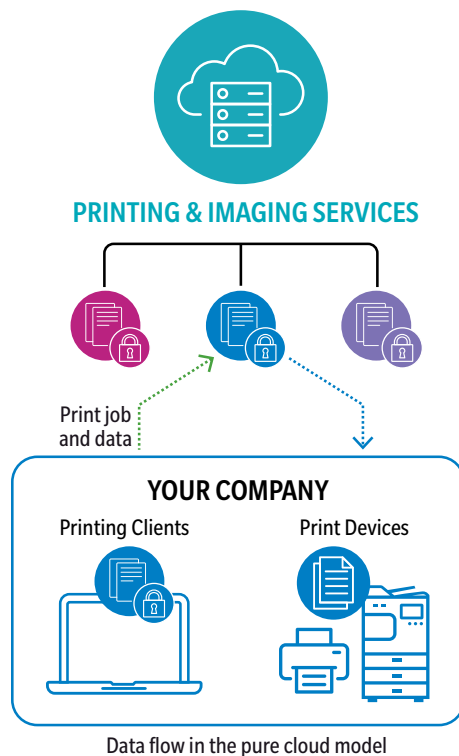 PRINTING & IMAGING SERVICES
Print job
and data
YOUR COMPANY
Printing Clients
Print Devices
Data flow in the pure cloud model